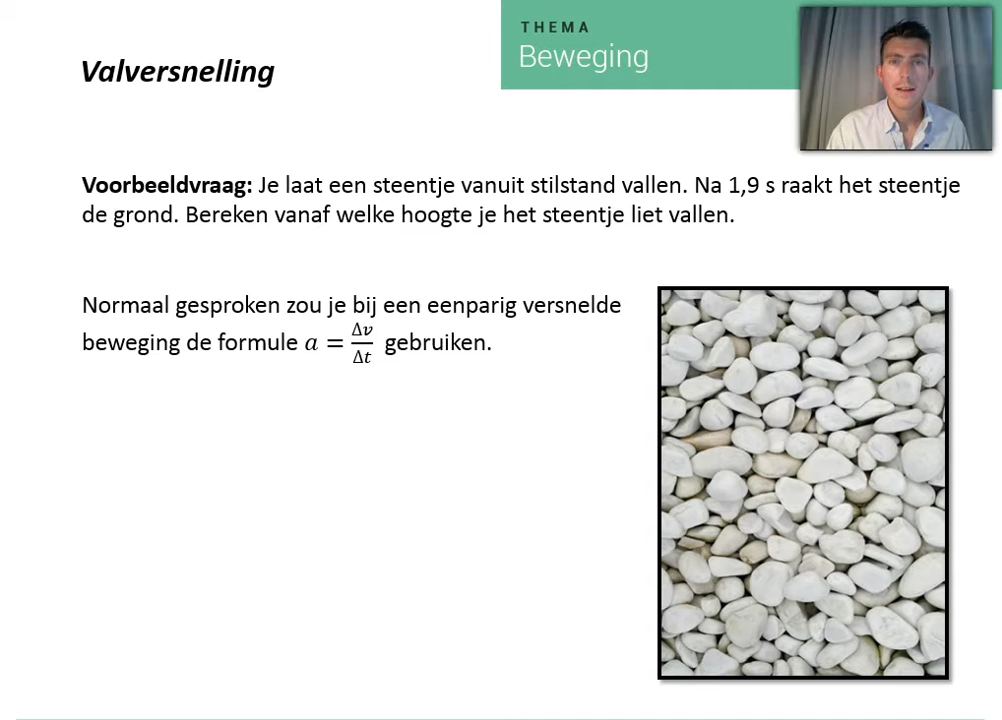 THEMA
Beweging
Valversnelling
Voorbeeldvraag: Je laat een steentje vanuit stilstand vallen. Na 1,9 s raakt het steentje
de grond. Bereken vanaf welke hoogte je het steentje liet vallen.
Normaal gesproken zou je bij een eenparig versnelde
beweging de formule a = Δv/Δt gebruiken.